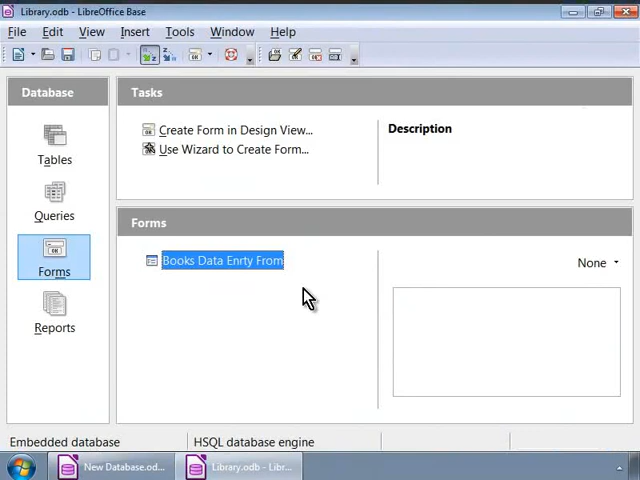 Library.odb - LibreOffice Base
File Edit View Insert Tools Window Help
Database
Tables
Queries
Forms
Reports
Tasks
Create Form in Design View...
Use Wizard to Create Form...
Description
Forms
Books Data Enrty From
None
Embedded database
HSQL database engine
New Database.od...
Library.odb - Libr...